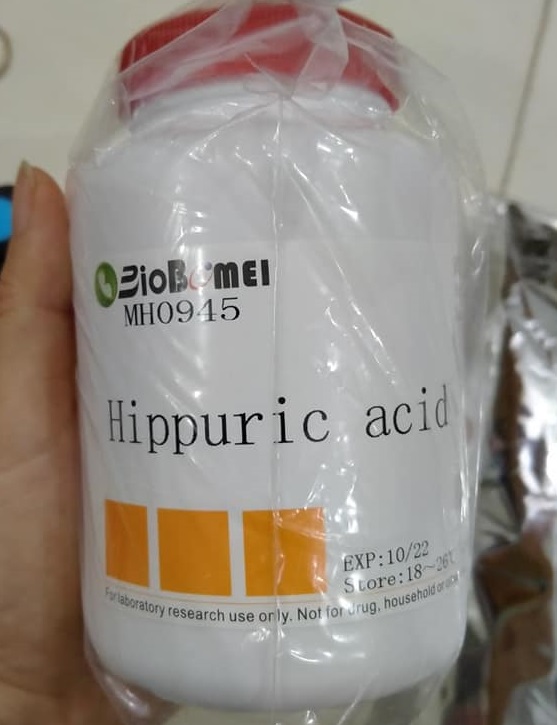 BioBomei
MH0945
Hippuric acid
EXP:10/22
Store:18~26℃
For laboratory research use only. Not for drug, household or